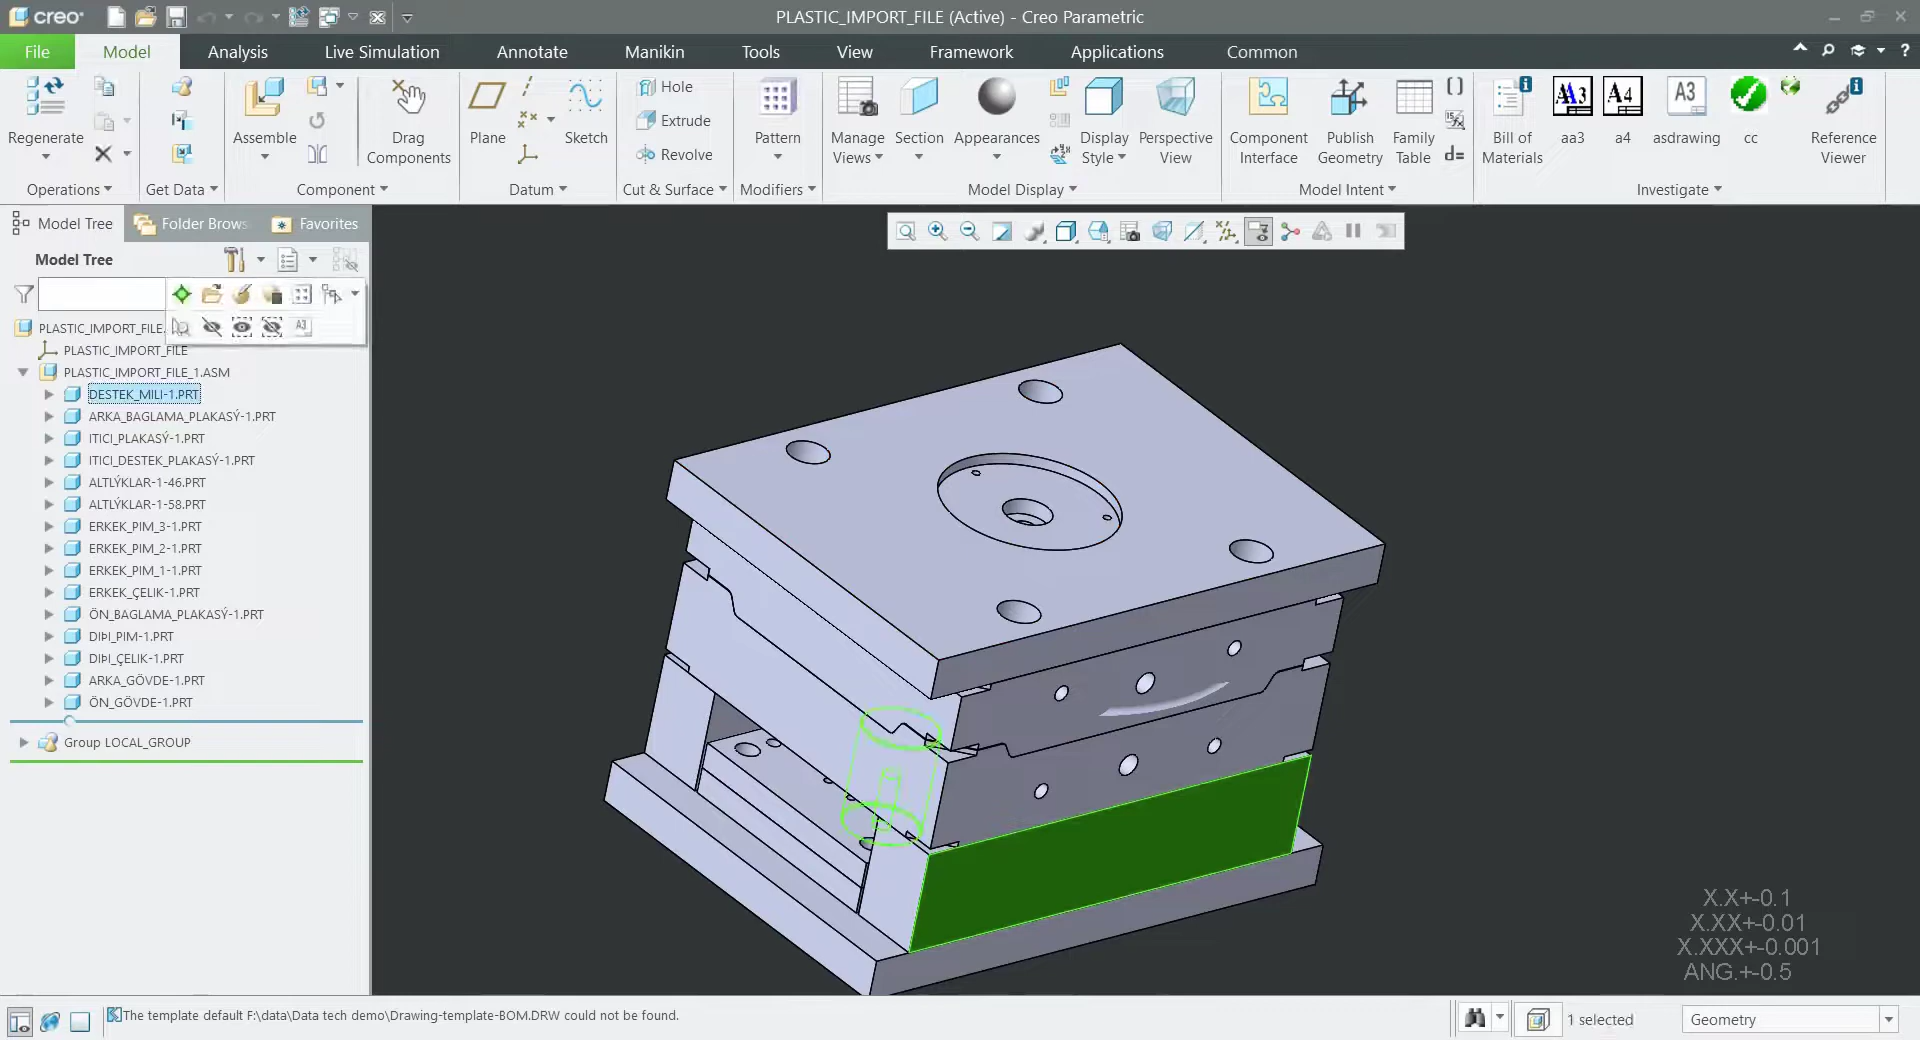 creo
PLASTIC_IMPORT_FILE (Active) - Creo Parametric
File
Model
Analysis
Live Simulation
Annotate
Manikin
Tools
View
Framework
Applications
Common
Regenerate
Operations
Get Data
Assemble
Drag
Components
Component
Plane
Sketch
Datum
Hole
Extrude
Revolve
Cut & Surface
Pattern
Modifiers
Manage
Views
Section
Appearances
Display
Style
Perspective
View
Model Display
Component
Interface
Publish
Geometry
Family
Table
d=
Model Intent
Bill of
Materials
A3
aa3
A4
a4
A3
asdrawing
cc
Reference
Viewer
Investigate
Model Tree
Folder Brows
Favorites
Model Tree
A3
PLASTIC_IMPORT_FILE.
PLASTIC_IMPORT_FILE
PLASTIC_IMPORT_FILE_1.ASM
DESTEK_MILI-1.PRT
ARKA_BAGLAMA_PLAKASÝ-1.PRT
ITICI_PLAKASÝ-1.PRT
ITICI_DESTEK_PLAKASÝ-1.PRT
ALTLÝKLAR-1-46.PRT
ALTLÝKLAR-1-58.PRT
ERKEK_PIM_3-1.PRT
ERKEK_PIM_2-1.PRT
ERKEK_PIM_1-1.PRT
ERKEK_ÇELIK-1.PRT
ÖN_BAGLAMA_PLAKASÝ-1.PRT
DIÞI_PIM-1.PRT
DIÞI_ÇELIK-1.PRT
ARKA_GÖVDE-1.PRT
ÖN_GÖVDE-1.PRT
Group LOCAL_GROUP
X.X+-0.1
X.XX+-0.01
X.XXX+-0.001
ANG.+-0.5
The template default F:\data\Data tech demo\Drawing-template-BOM.DRW could not be found.
1 selected
Geometry